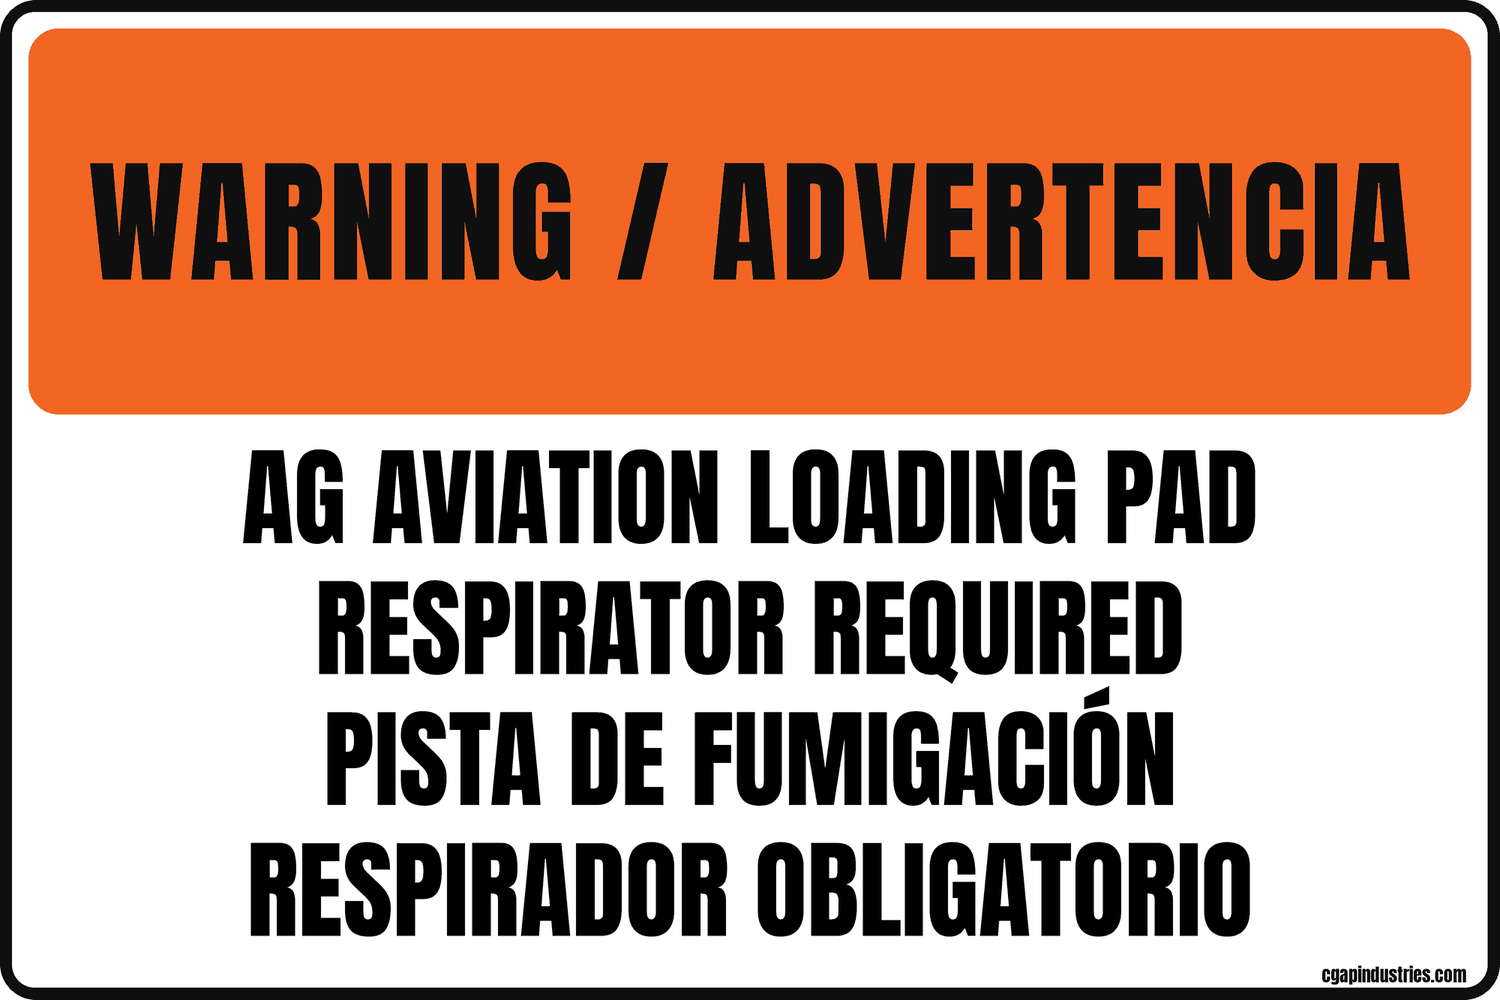 WARNING / ADVERTENCIA
AG AVIATION LOADING PAD
RESPIRATOR REQUIRED
PISTA DE FUMIGACIÓN
RESPIRADOR OBLIGATORIO
cgapindustries.com